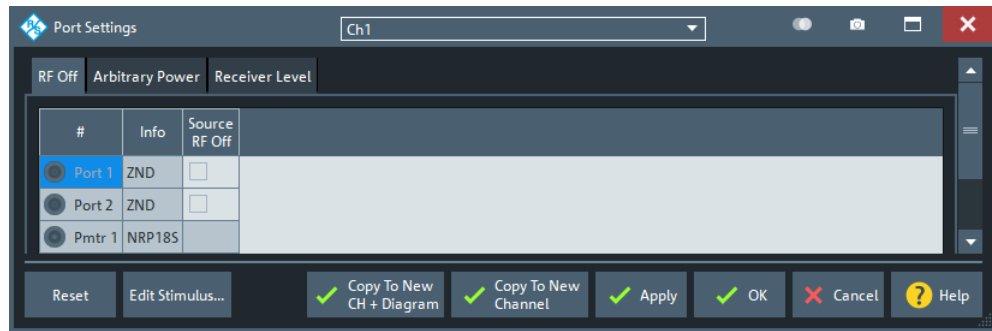 Port Settings
Ch1
RF Off
Arbitrary Power
Receiver Level
#
Info
Source
RF Off
Port 1
ZND
Port 2
ZND
Pmtr 1
NRP18S
Reset
Edit Stimulus...
Copy To New
CH + Diagram
Copy To New
Channel
Apply
OK
Cancel
? Help